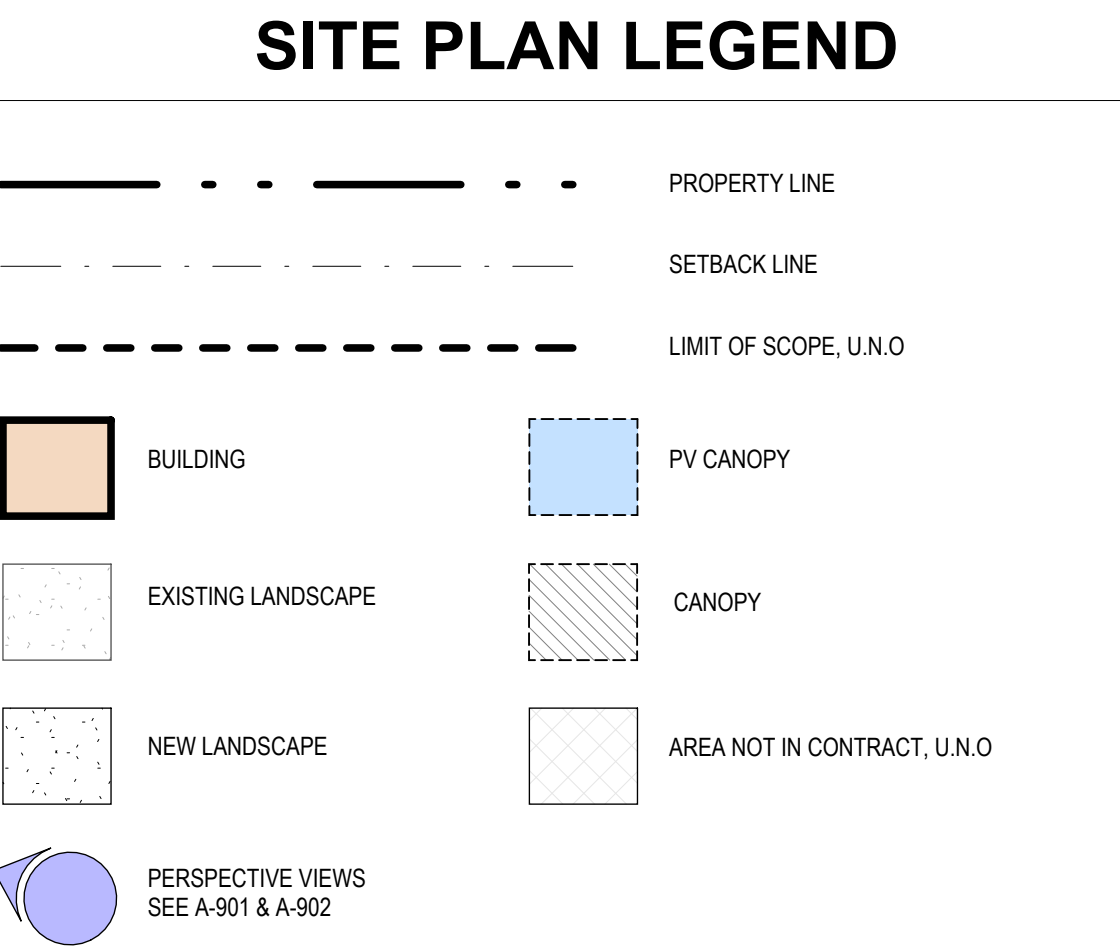 SITE PLAN LEGEND
PROPERTY LINE
SETBACK LINE
LIMIT OF SCOPE, U.N.O
BUILDING
PV CANOPY
EXISTING LANDSCAPE
CANOPY
NEW LANDSCAPE
AREA NOT IN CONTRACT, U.N.O
PERSPECTIVE VIEWS
SEE A-901 & A-902